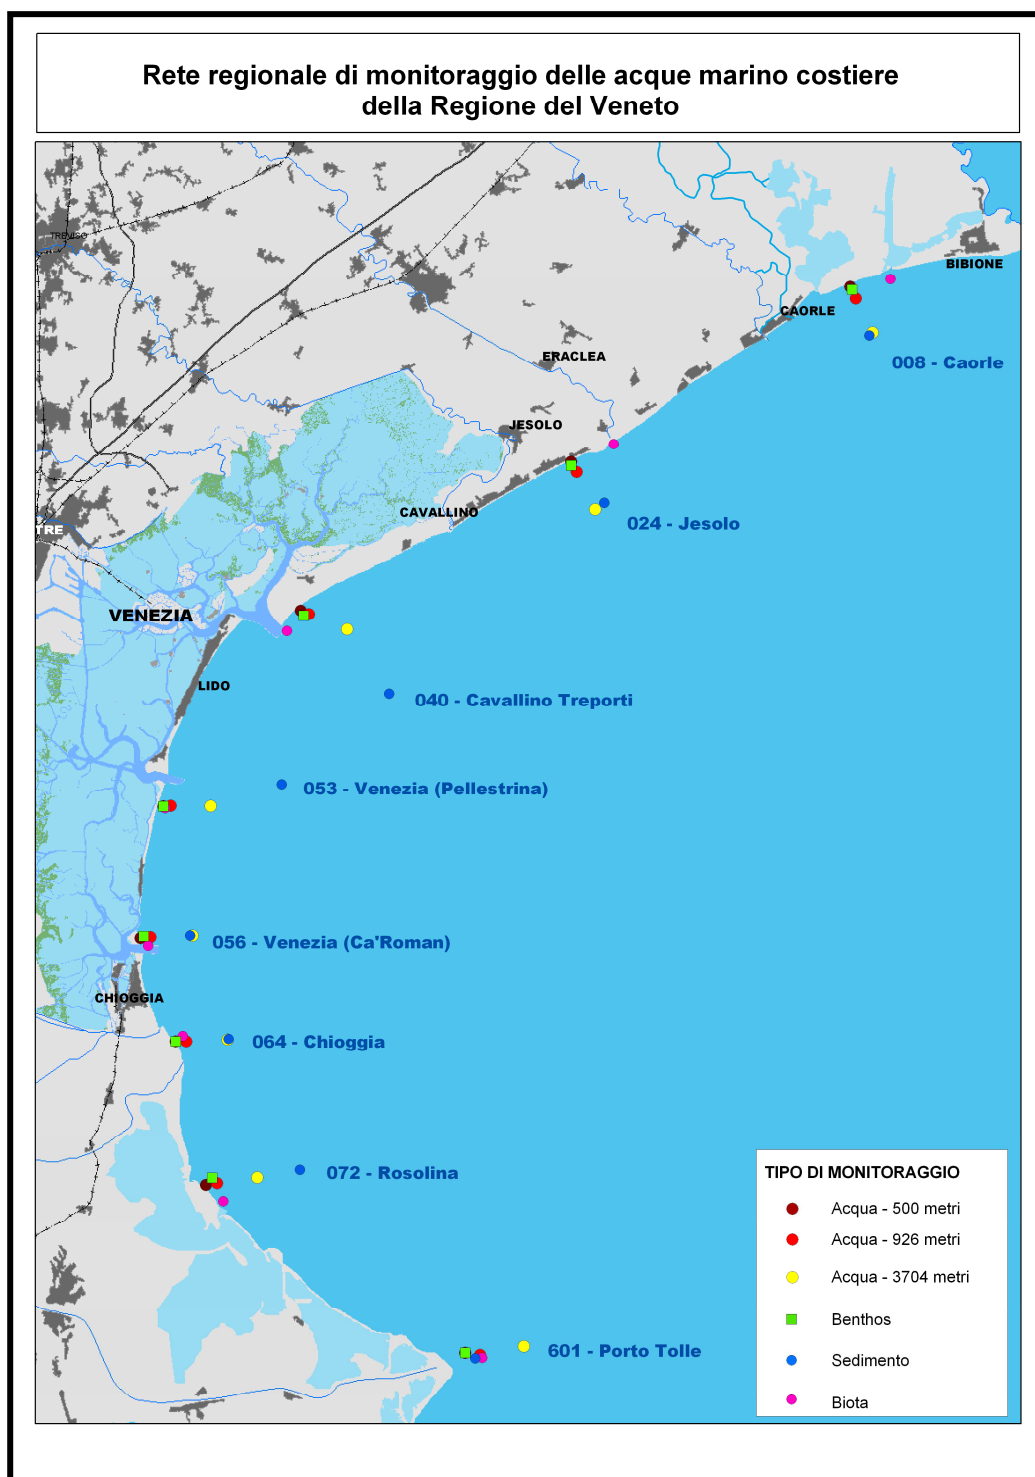 Rete regionale di monitoraggio delle acque marino costiere
della Regione del Veneto
TREVISO
BIBIONE
CAORLE
008 - Caorle
ERACLEA
JESOLO
CAVALLINO
024 - Jesolo
TRE
VENEZIA
LIDO
040 - Cavallino Treporti
053 - Venezia (Pellestrina)
056 - Venezia (Ca'Roman)
CHIOGGIA
064 - Chioggia
072 - Rosolina
601 - Porto Tolle
TIPO DI MONITORAGGIO
Acqua - 500 metri
Acqua - 926 metri
Acqua - 3704 metri
Benthos
Sedimento
Biota